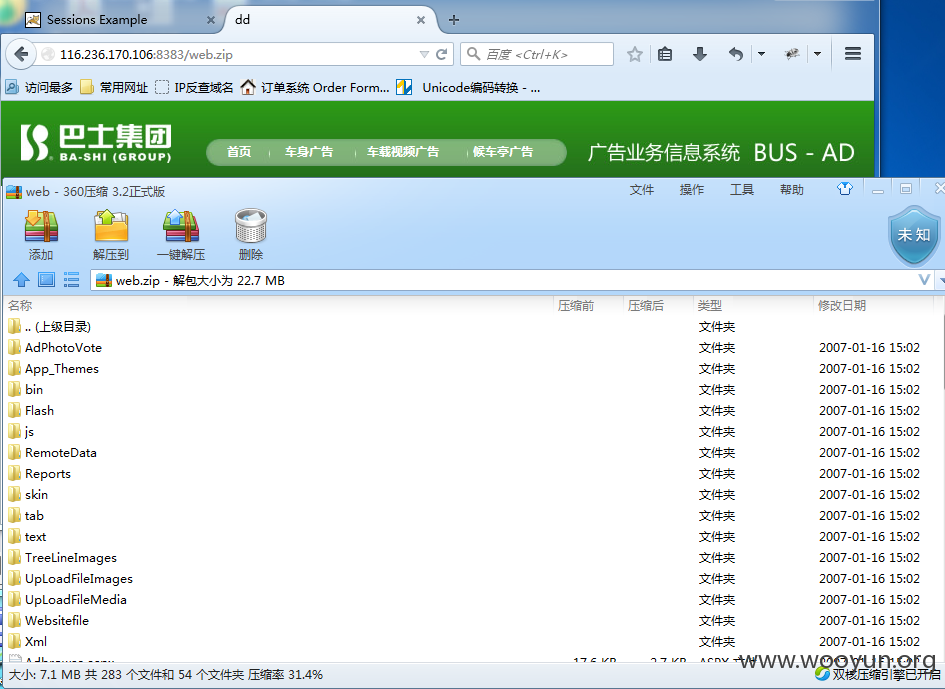 Sessions Example
dd
116.236.170.106:8383/web.zip
百度 <Ctrl+K>
访问最多 常用网址 IP反查域名 订单系统 Order Form... Unicode编码转换 - ...
巴士集团
BA-SHI (GROUP)
首页 车身广告 车载视频广告 候车亭广告
广告业务信息系统 BUS - AD
web - 360压缩 3.2正式版
文件 操作 工具 帮助
添加 解压到 一键解压 删除
未知
web.zip - 解包大小为 22.7 MB
名称 压缩前 压缩后 类型 修改日期
.. (上级目录) 文件夹
AdPhotoVote 文件夹 2007-01-16 15:02
App_Themes 文件夹 2007-01-16 15:02
bin 文件夹 2007-01-16 15:02
Flash 文件夹 2007-01-16 15:02
js 文件夹 2007-01-16 15:02
RemoteData 文件夹 2007-01-16 15:02
Reports 文件夹 2007-01-16 15:02
skin 文件夹 2007-01-16 15:02
tab 文件夹 2007-01-16 15:02
text 文件夹 2007-01-16 15:02
TreeLineImages 文件夹 2007-01-16 15:02
UpLoadFileImages 文件夹 2007-01-16 15:02
UpLoadFileMedia 文件夹 2007-01-16 15:02
Websitefile 文件夹 2007-01-16 15:02
Xml 文件夹 2007-01-16 15:02
www.wooyun.org
大小: 7.1 MB 共 283 个文件和 54 个文件夹 压缩率 31.4%
双核压缩引擎已开启